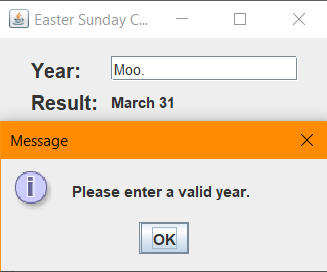 Easter Sunday C...
Year: Moo.
Result: March 31
Message
i
Please enter a valid year.
OK